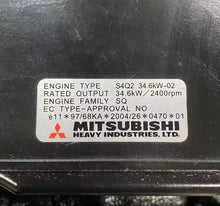 ENGINE TYPE S4Q2 34.6kW-02
RATED OUTPUT 34.6kW/2400rpm
ENGINE FAMILY SQ
EC TYPE-APPROVAL NO.
e11*97/68KA*2004/26*0470*01
MITSUBISHI
HEAVY INDUSTRIES, LTD.